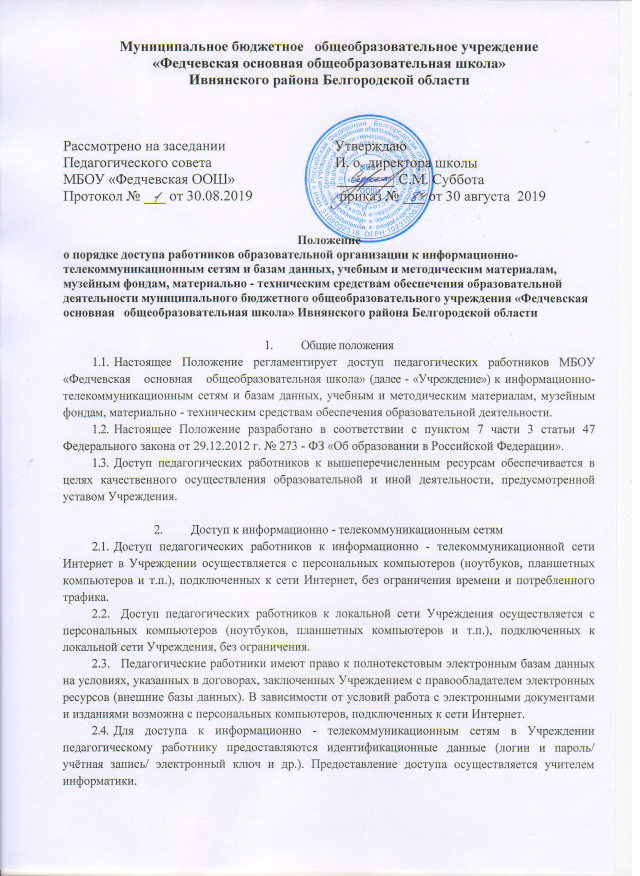 Муниципальное бюджетное общеобразовательное учреждение
«Федчевская основная общеобразовательная школа»
Ивнянского района Белгородской области
Рассмотрено на заседании
Педагогического совета
МБОУ «Федчевская ООШ»
Протокол № 1 от 30.08.2019
Утверждаю
И. о. директора школы
С.М. Суббота
приказ № от 30 августа 2019
Положение
о порядке доступа работников образовательной организации к информационно-
телекоммуникационным сетям и базам данных, учебным и методическим материалам,
музейным фондам, материально - техническим средствам обеспечения образовательной
деятельности муниципального бюджетного общеобразовательного учреждения «Федчевская
основная общеобразовательная школа» Ивнянского района Белгородской области
1. Общие положения
1.1. Настоящее Положение регламентирует доступ педагогических работников МБОУ
«Федчевская основная общеобразовательная школа» (далее - «Учреждение») к информационно-
телекоммуникационным сетям и базам данных, учебным и методическим материалам, музейным
фондам, материально - техническим средствам обеспечения образовательной деятельности.
1.2. Настоящее Положение разработано в соответствии с пунктом 7 части 3 статьи 47
Федерального закона от 29.12.2012 г. № 273 - ФЗ «Об образовании в Российской Федерации».
1.3. Доступ педагогических работников к вышеперечисленным ресурсам обеспечивается в
целях качественного осуществления образовательной и иной деятельности, предусмотренной
уставом Учреждения.
2. Доступ к информационно - телекоммуникационным сетям
2.1. Доступ педагогических работников к информационно - телекоммуникационной сети
Интернет в Учреждении осуществляется с персональных компьютеров (ноутбуков, планшетных
компьютеров и т.п.), подключенных к сети Интернет, без ограничения времени и потребленного
трафика.
2.2. Доступ педагогических работников к локальной сети Учреждения осуществляется с
персональных компьютеров (ноутбуков, планшетных компьютеров и т.п.), подключенных к
локальной сети Учреждения, без ограничения.
2.3. Педагогические работники имеют право к полнотекстовым электронным базам данных
на условиях, указанных в договорах, заключенных Учреждением с правообладателем электронных
ресурсов (внешние базы данных). В зависимости от условий работа с электронными документами
и изданиями возможна с персональных компьютеров, подключенных к сети Интернет.
2.4. Для доступа к информационно - телекоммуникационным сетям в Учреждении
педагогическому работнику предоставляются идентификационные данные (логин и пароль/
учётная запись/ электронный ключ и др.). Предоставление доступа осуществляется учителем
информатики.